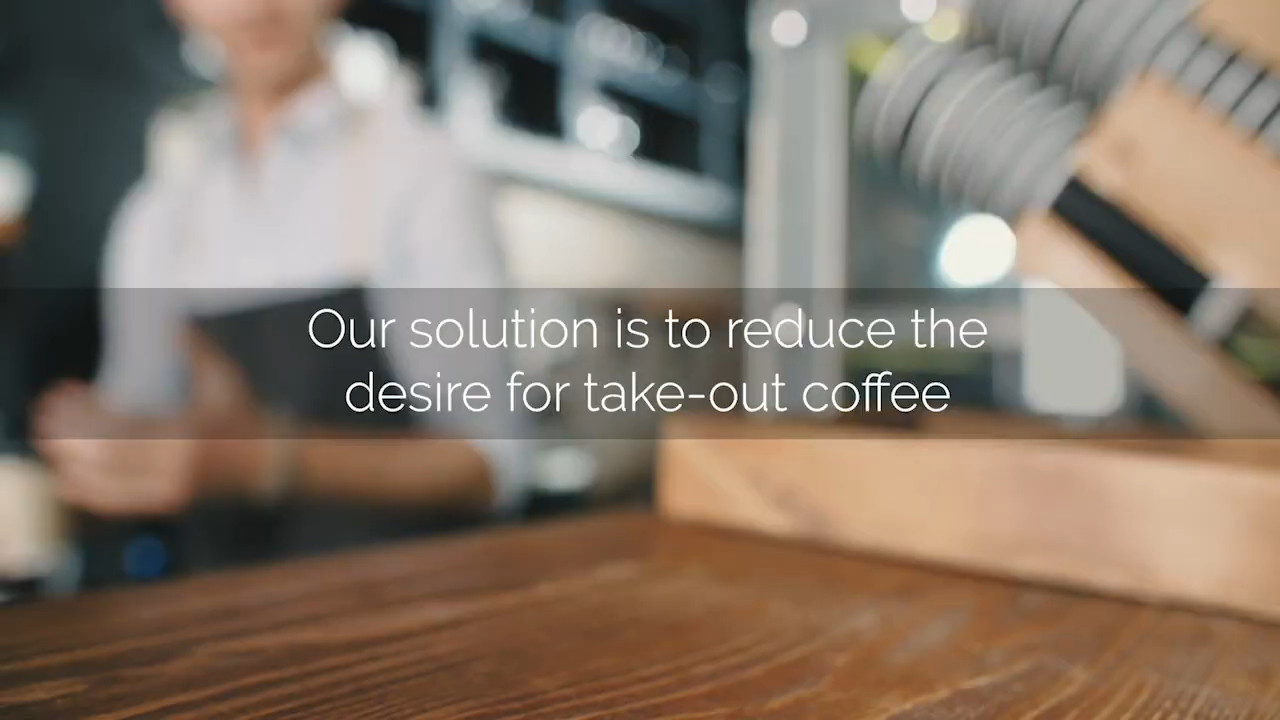 Our solution is to reduce the
desire for take-out coffee